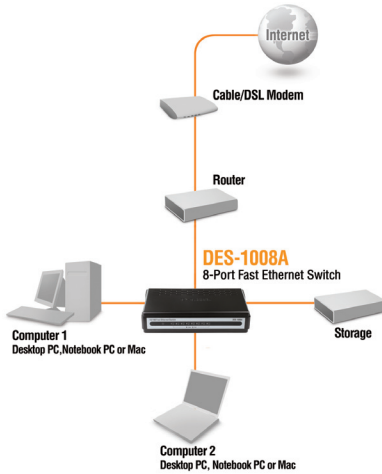 Internet
Cable/DSL Modem
Router
DES-1008A
8-Port Fast Ethernet Switch
Computer 1
Desktop PC,Notebook PC or Mac
Storage
Computer 2
Desktop PC, Notebook PC or Mac